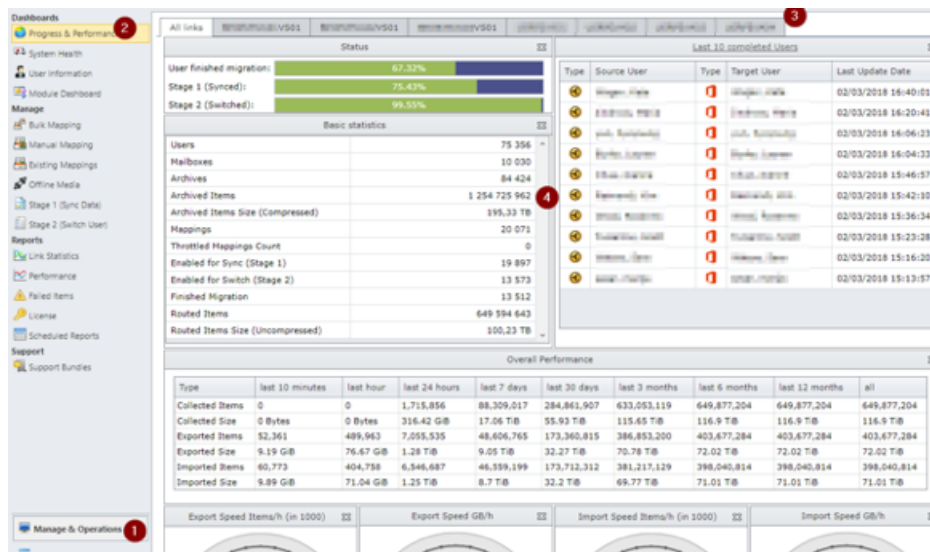 Dashboards
Progress & Performance
2
System Health
User Information
Module Dashboard
Manage
Bulk Mapping
Manual Mapping
Existing Mappings
Offline Media
Stage 1 (Sync Data)
Stage 2 (Switch User)
Reports
Link Statistics
Performance
Failed Items
License
Scheduled Reports
Support
Support Bundles
Manage & Operations
1
All links VS01 VS01 VS01
3
Status
User finished migration: 67.32%
Stage 1 (Synced): 75.43%
Stage 2 (Switched): 99.55%
Basic statistics
Users 75 356
Mailboxes 10 030
Archives 84 424
Archived Items 1 254 725 962
4
Archived Items Size (Compressed) 195,33 TB
Mappings 20 071
Throttled Mappings Count 0
Enabled for Sync (Stage 1) 19 897
Enabled for Switch (Stage 2) 13 573
Finished Migration 13 512
Routed Items 649 594 643
Routed Items Size (Uncompressed) 100,23 TB
Last 10 completed Users
Type Source User Type Target User Last Update Date
02/03/2018 16:40:01
02/03/2018 16:20:41
02/03/2018 16:06:23
02/03/2018 16:04:33
02/03/2018 15:46:57
02/03/2018 15:42:10
02/03/2018 15:36:34
02/03/2018 15:23:28
02/03/2018 15:16:20
02/03/2018 15:13:57
Overall Performance
Type last 10 minutes last hour last 24 hours last 7 days last 30 days last 3 months last 6 months last 12 months all
Collected Items 0 0 1,715,856 88,309,017 284,861,907 633,053,119 649,877,204 649,877,204 649,877,204
Collected Size 0 Bytes 0 Bytes 316.42 GiB 17.06 TiB 55.93 TiB 115.65 TiB 116.9 TiB 116.9 TiB 116.9 TiB
Exported Items 52,361 489,963 7,055,535 48,606,765 173,360,815 386,853,200 403,677,284 403,677,284 403,677,284
Exported Size 9.19 GiB 76.67 GiB 1.28 TiB 9.05 TiB 32.27 TiB 70.78 TiB 72.02 TiB 72.02 TiB 72.02 TiB
Imported Items 60,773 404,758 6,546,687 46,559,199 173,712,312 381,217,129 398,040,814 398,040,814 398,040,814
Imported Size 9.89 GiB 71.04 GiB 1.25 TiB 8.7 TiB 32.2 TiB 69.77 TiB 71.01 TiB 71.01 TiB 71.01 TiB
Export Speed Items/h (in 1000) Export Speed GB/h Import Speed Items/h (in 1000) Import Speed GB/h